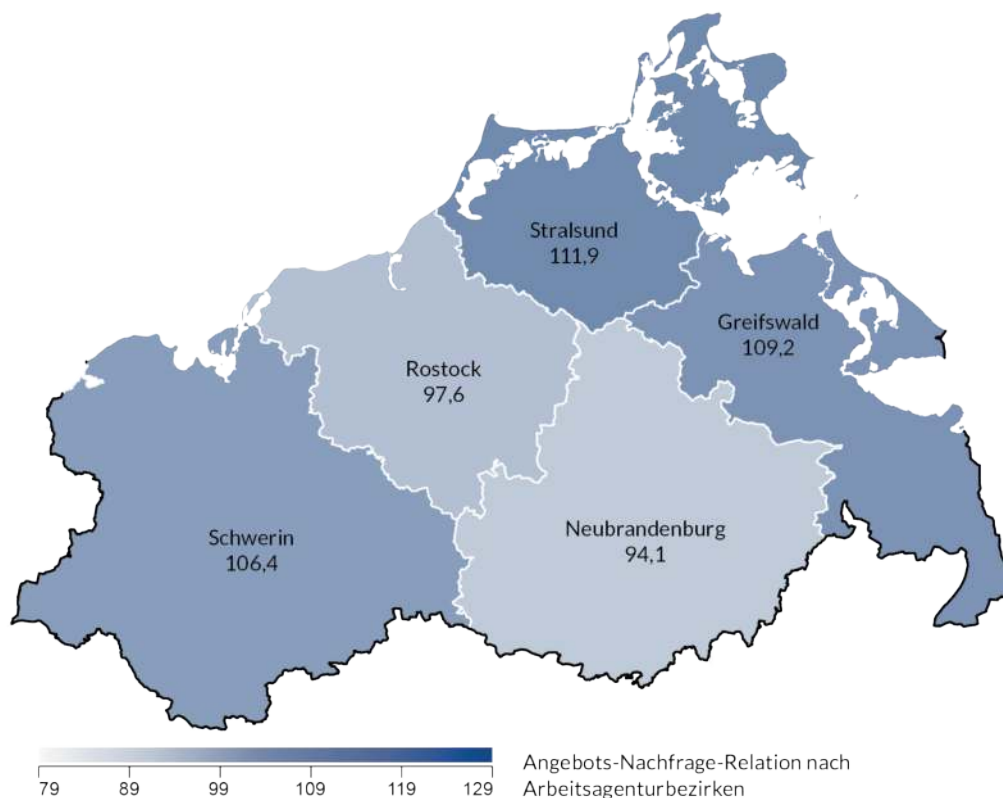 Stralsund
111,9
Greifswald
109,2
Rostock
97,6
Neubrandenburg
94,1
Schwerin
106,4
79 89 99 109 119 129
Angebots-Nachfrage-Relation nach
Arbeitsagenturbezirken